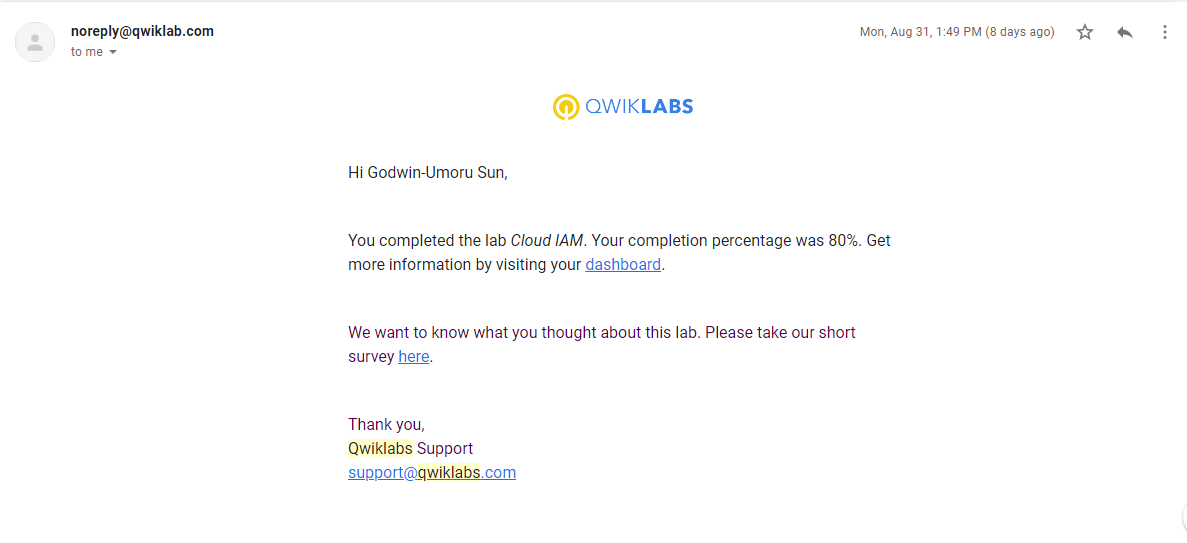 noreply@qwiklab.com
Mon, Aug 31, 1:49 PM (8 days ago)
to me
QWIKLABS
Hi Godwin-Umoru Sun,
You completed the lab Cloud IAM. Your completion percentage was 80%. Get
more information by visiting your dashboard.
We want to know what you thought about this lab. Please take our short
survey here.
Thank you,
Qwiklabs Support
support@qwiklabs.com